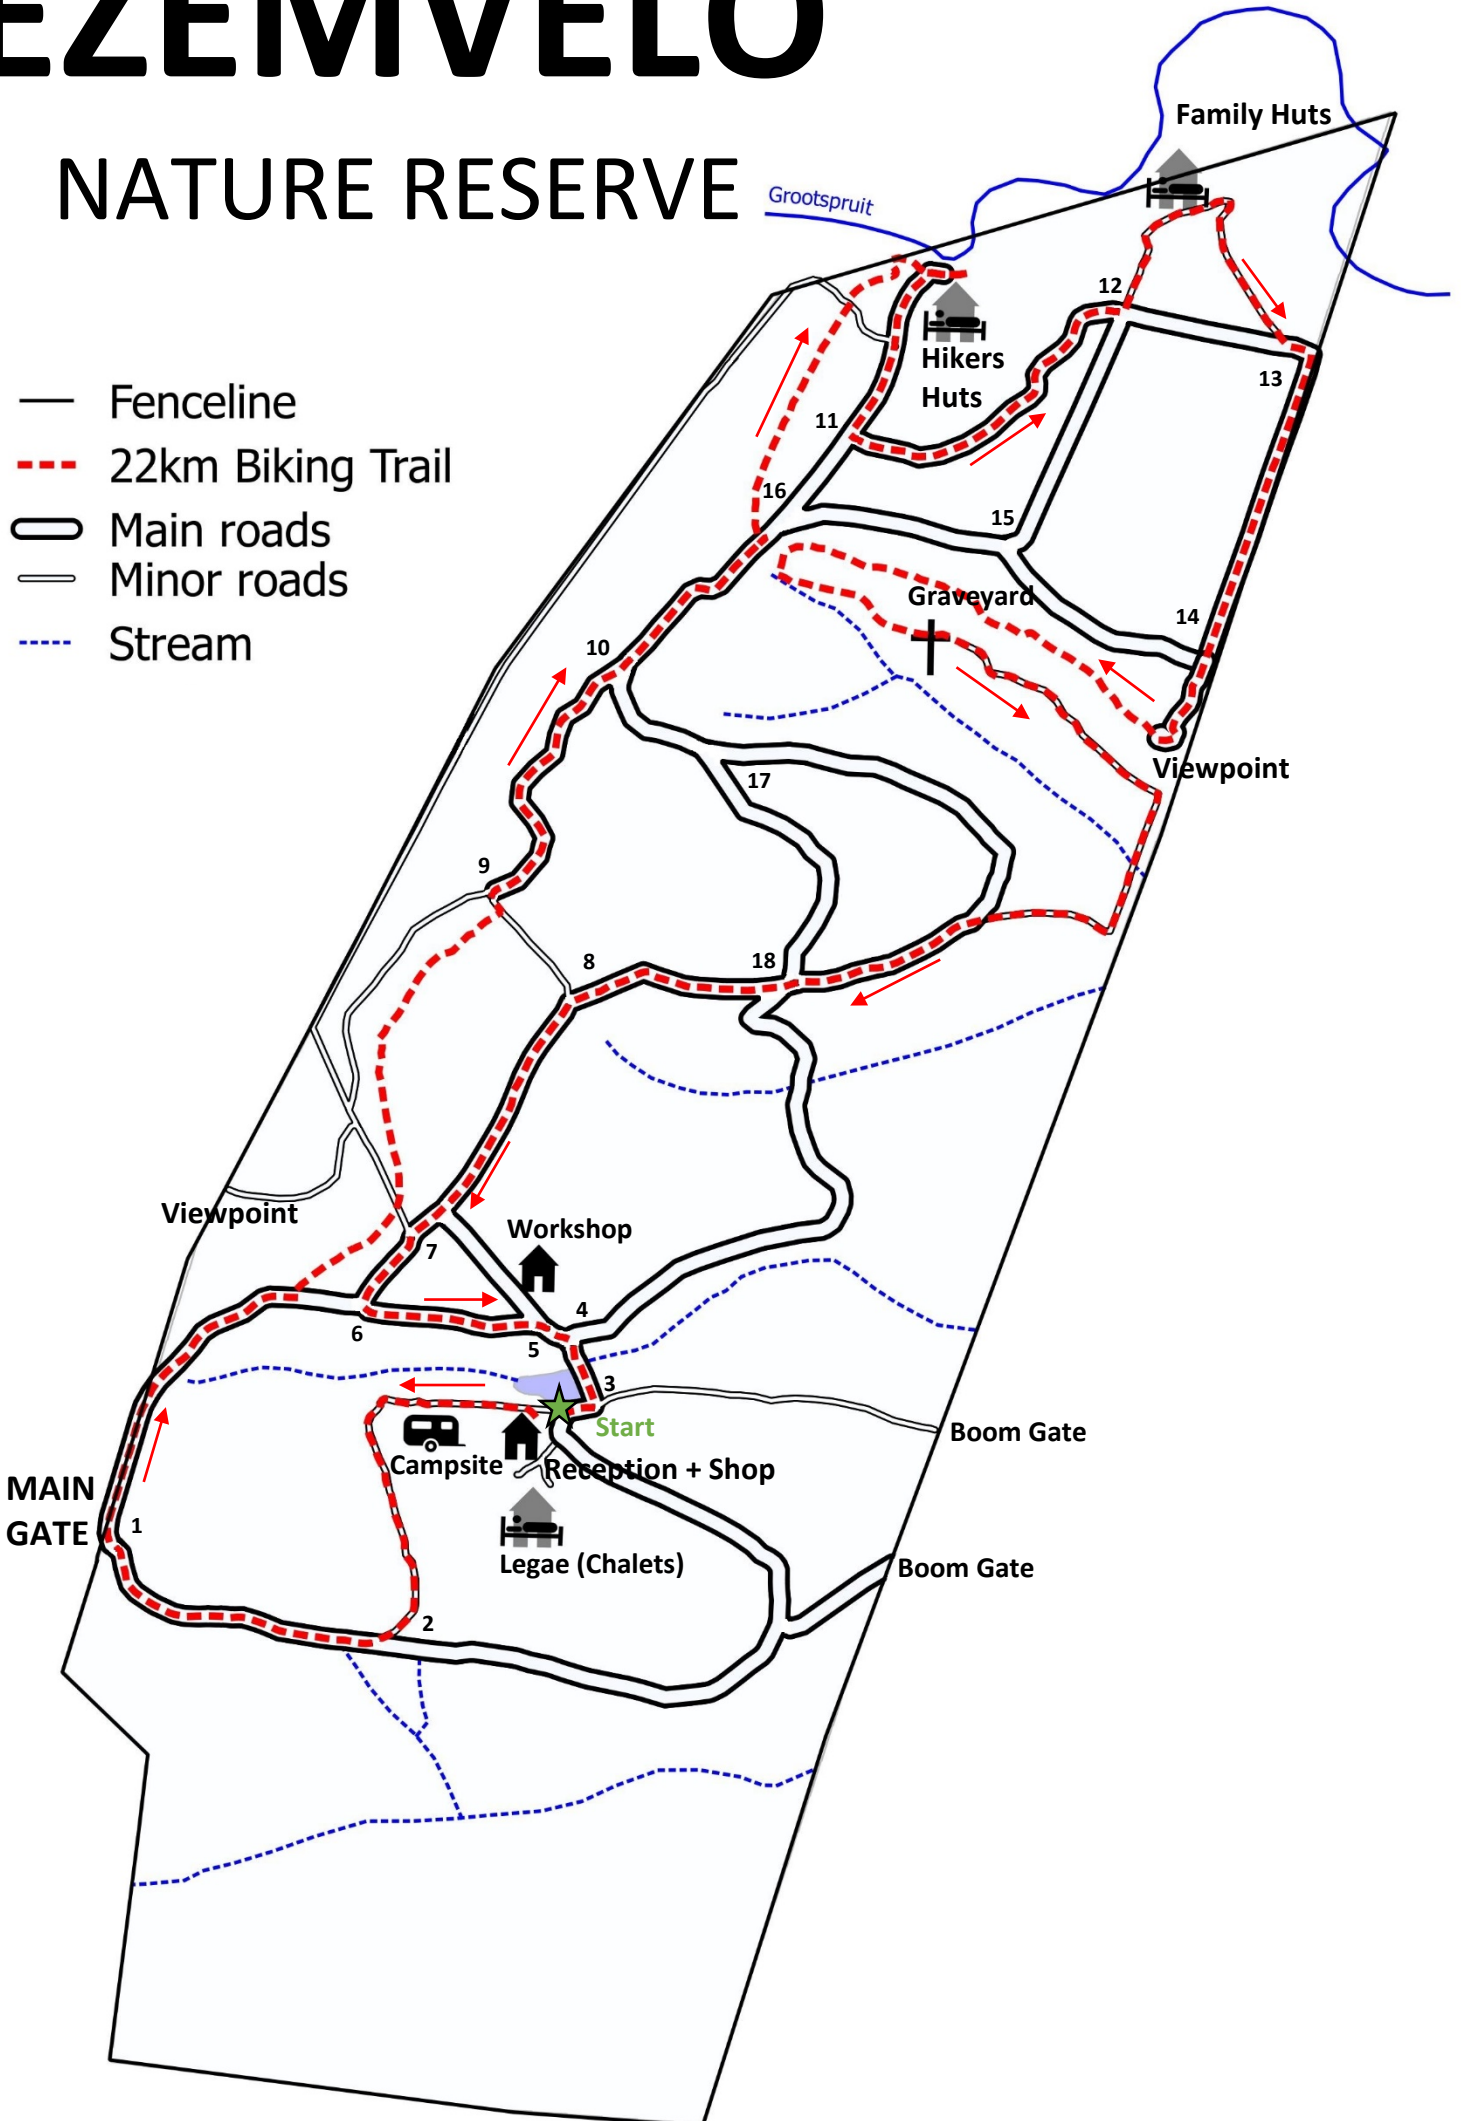 EZEMVELO
NATURE RESERVE
Grootspruit
Family Huts
Fenceline
22km Biking Trail
Main roads
Minor roads
Stream
Hikers
Huts
12
13
11
16
15
Graveyard
14
10
Viewpoint
17
9
8
18
Viewpoint
Workshop
7
4
6
5
3
Start
Campsite
Reception + Shop
Boom Gate
MAIN
GATE
1
Legae (Chalets)
Boom Gate
2